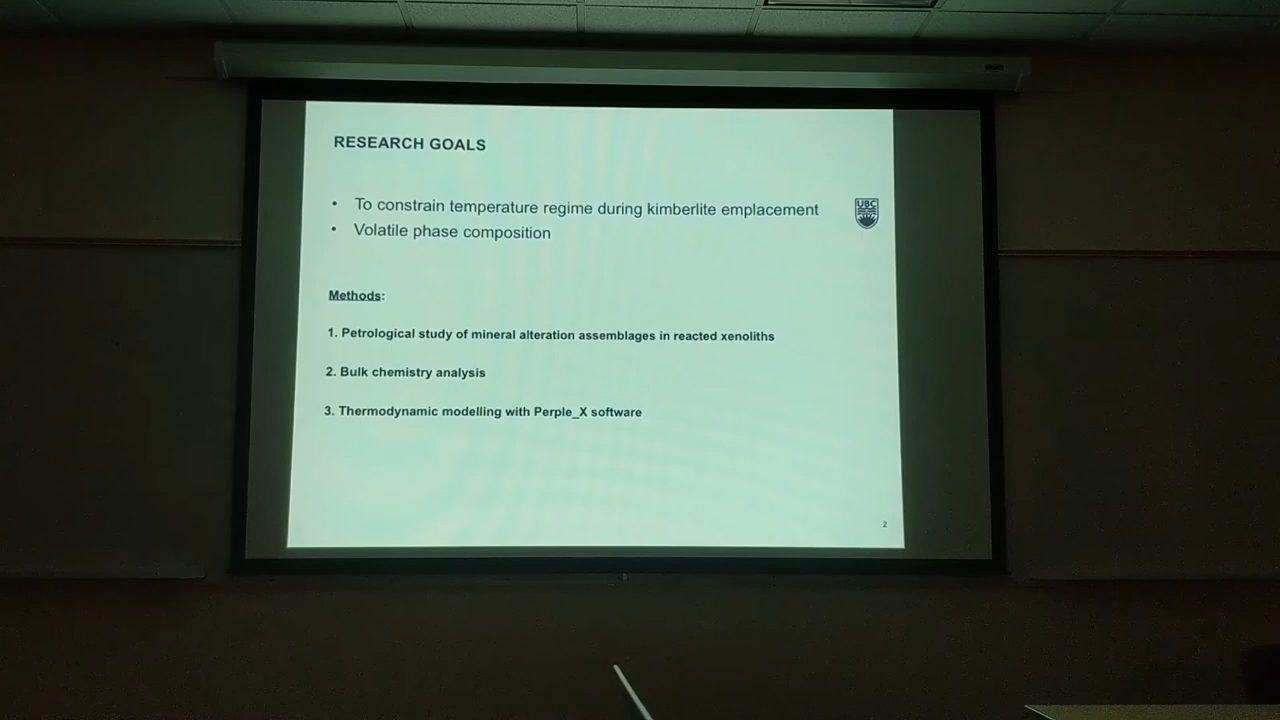 RESEARCH GOALS
• To constrain temperature regime during kimberlite emplacement
UBC
• Volatile phase composition
Methods:
1. Petrological study of mineral alteration assemblages in reacted xenoliths
2. Bulk chemistry analysis
3. Thermodynamic modelling with Perple_X software
2